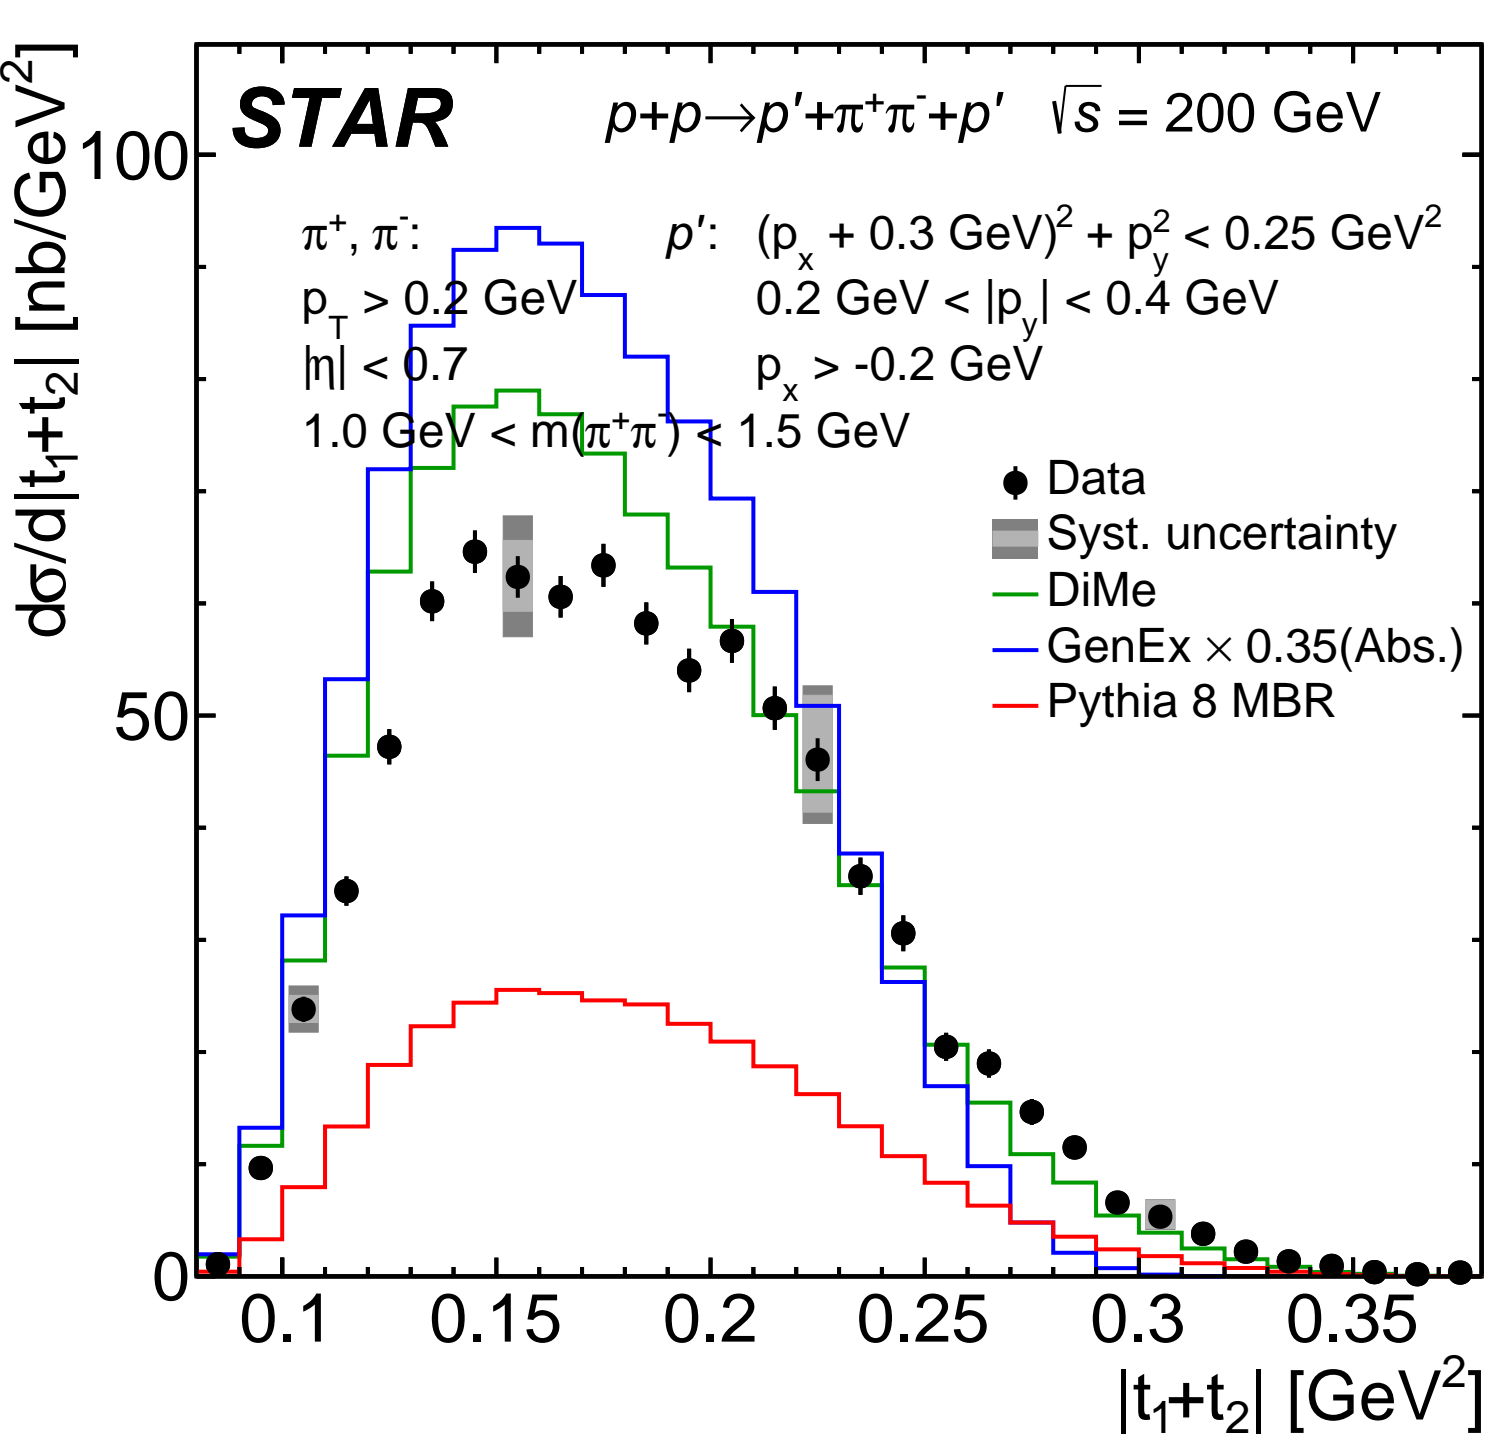 STAR p+p→p′+π⁺π⁻+p′ √s = 200 GeV
π⁺, π⁻: p′: (pₓ + 0.3 GeV)² + p_y² < 0.25 GeV²
p_T > 0.2 GeV 0.2 GeV < |p_y| < 0.4 GeV
|η| < 0.7 pₓ > -0.2 GeV
1.0 GeV < m(π⁺π⁻) < 1.5 GeV
Data
Syst. uncertainty
DiMe
GenEx × 0.35(Abs.)
Pythia 8 MBR
dσ/d|t₁+t₂| [nb/GeV²]
100
50
0
0.1 0.15 0.2 0.25 0.3 0.35
|t₁+t₂| [GeV²]